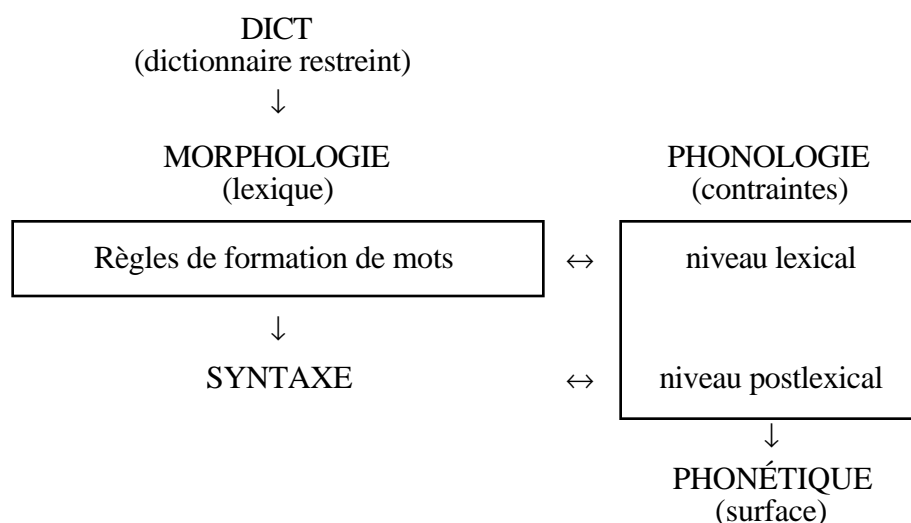 DICT
(dictionnaire restreint)
↓
MORPHOLOGIE PHONOLOGIE
(lexique) (contraintes)
Règles de formation de mots ↔ niveau lexical
↓
SYNTAXE ↔ niveau postlexical
↓
PHONÉTIQUE
(surface)